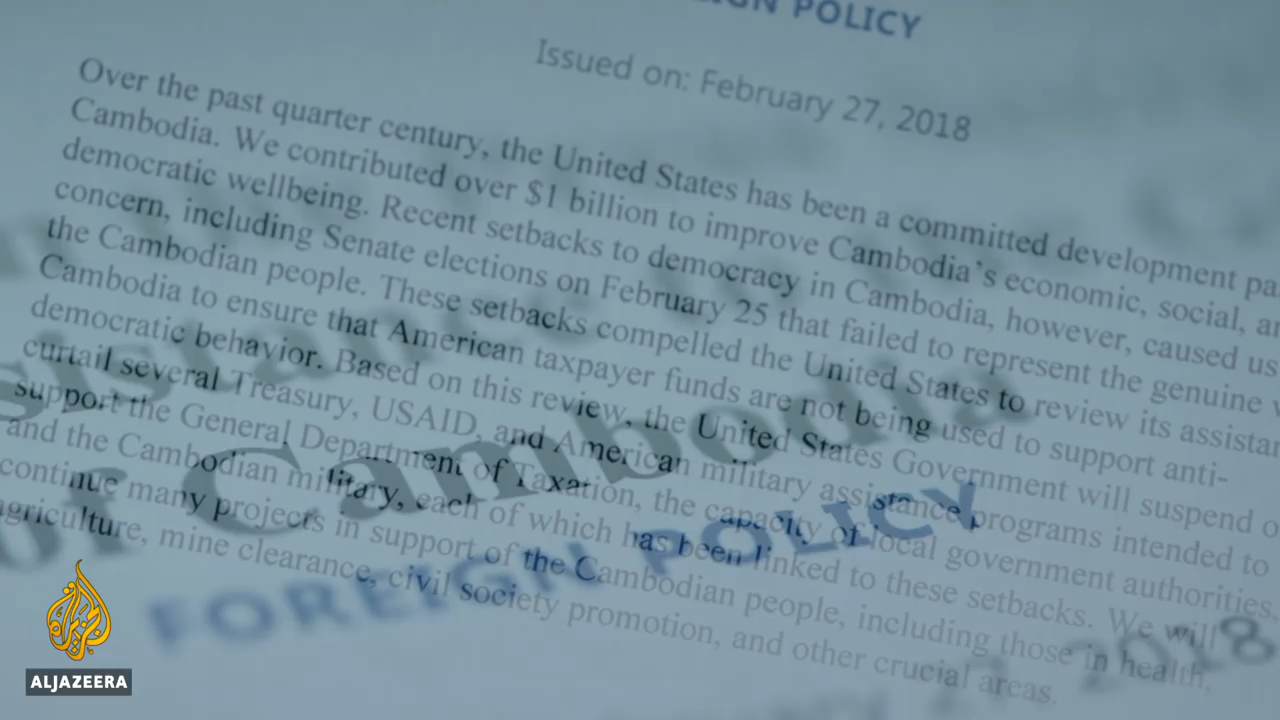 POLICY
Issued on: February 27, 2018
Over the past quarter century, the United States has been a committed development
Cambodia. We contributed over $1 billion to improve Cambodia's economic, social,
democratic wellbeing. Recent setbacks to democracy in Cambodia, however, caused us
concern, including Senate elections on February 25 that failed to represent the genuine
the Cambodian people. These setbacks compelled the United States to review its
Cambodia to ensure that American taxpayer funds are not being used to support anti-
democratic behavior. Based on this review, the United States Government will suspend
curtail several Treasury, USAID, and American military assistance programs intended to
support the General Department of Taxation, the capacity of local government authorities,
and the Cambodian military, each of which has been linked to these setbacks. We will
continue many projects in support of the Cambodian people, including those in health,
agriculture, mine clearance, civil society promotion, and other crucial areas.
of Cambodia
FOREIGN POLICY
27, 2018
ALJAZEERA